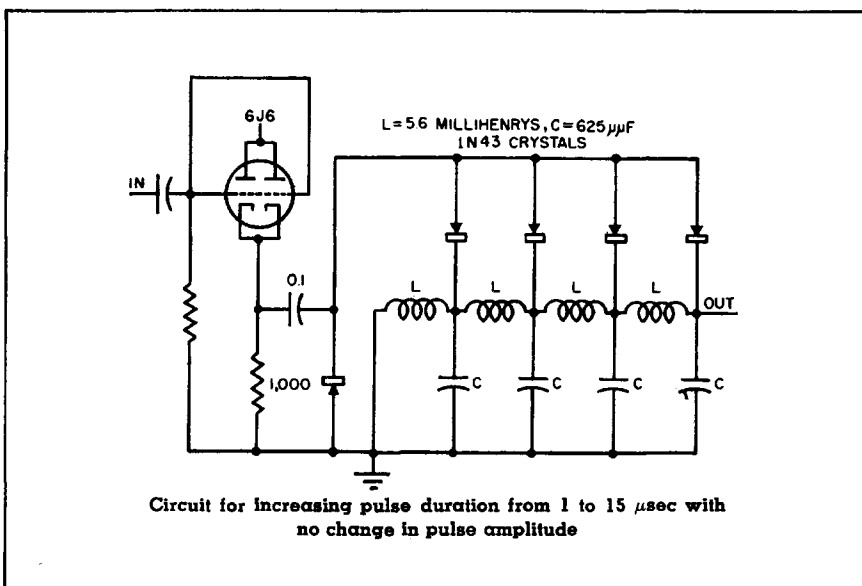 6J6
L=5.6 MILLIHENRYS, C=625μμF
1N43 CRYSTALS
IN
0.1
L
L
L
L
OUT
1,000
C
C
C
C
Circuit for increasing pulse duration from 1 to 15 μsec with
no change in pulse amplitude